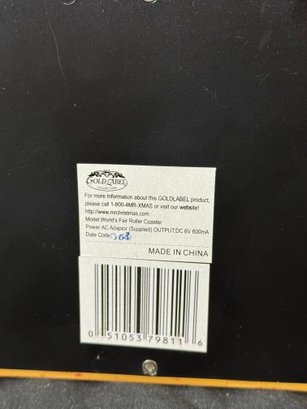 GOLDLABEL
For more information about this GOLDLABEL product,
please call 1-800-4MR-XMAS or visit our website!
http://www.mrchristmas.com
Model:World's Fair Roller Coaster
Power:AC Adaptor (Supplied) OUTPUT:DC 6V 600mA
Date Code:
MADE IN CHINA
0 51053 79811 6